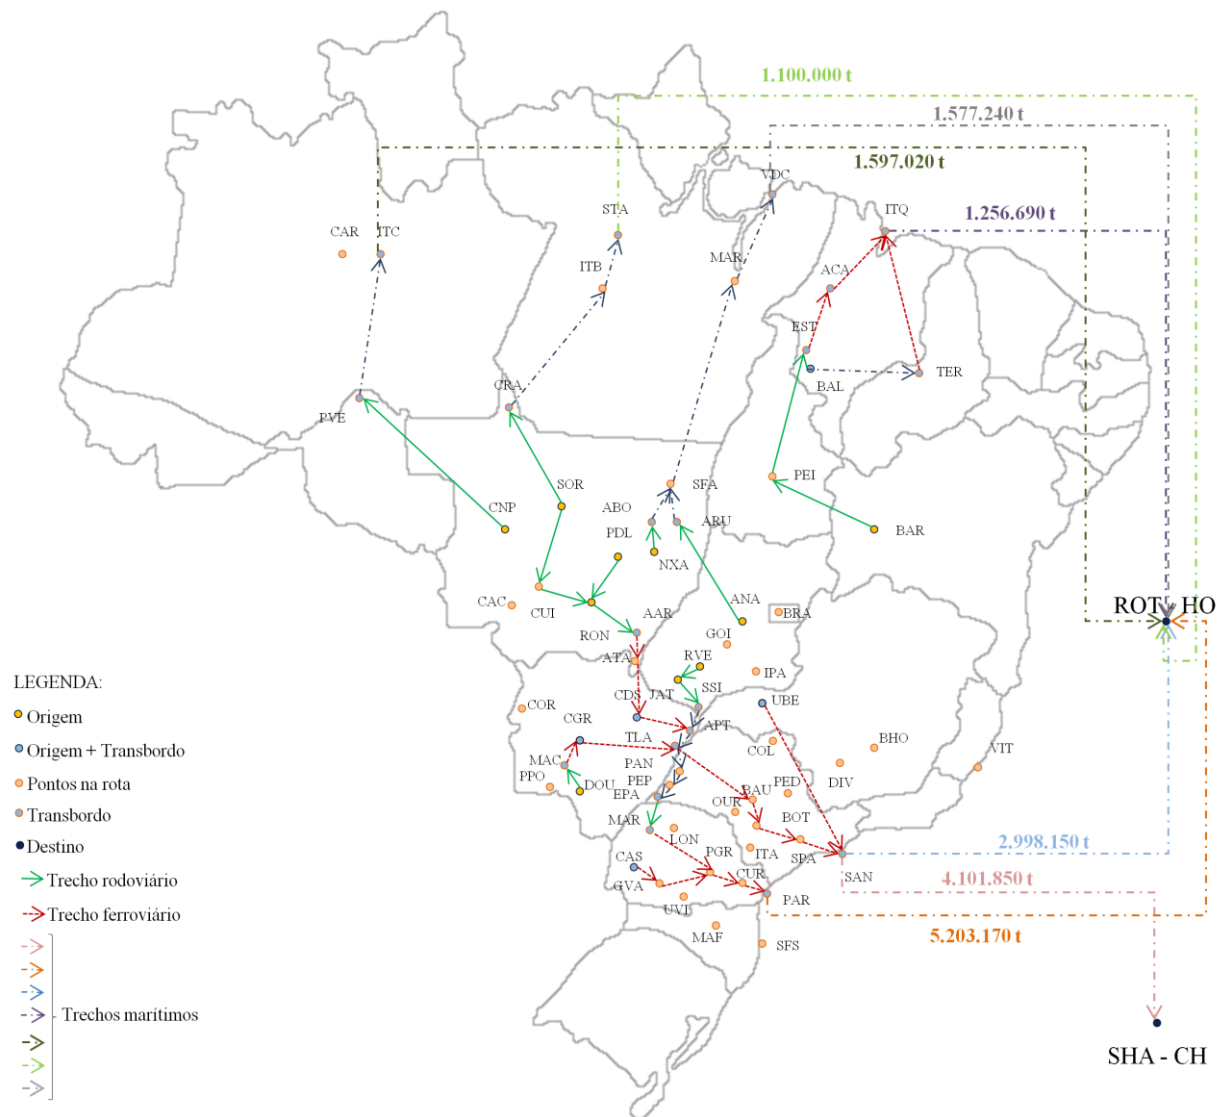 1.100.000 t
1.577.240 t
1.597.020 t
VDC
STA
ITQ
1.256.690 t
CAR
ITC
ITB
MAR
ACA
EST
BAL
TER
CRA
PVE
PEI
SOR
SFA
CNP
ABO
ARU
PDL
BAR
NXA
CAC
CUI
ANA
BRA
ROT - HO
AAR
RON
GOI
ATA
RVE
IPA
LEGENDA:
Origem
COR
CDS
JAT
SSI
UBE
CGR
TLA
APT
COL
BHO
VIT
Origem + Transbordo
MAC
PAN
PPO
DOU
PEP
PED
DIV
Pontos na rota
EPA
BAU
OUR
Transbordo
MAR
LON
BOT
Destino
PGR
ITA
SPA
2.998.150 t
CAS
SAN
Trecho rodoviário
GVA
CUR
4.101.850 t
PAR
Trecho ferroviário
UVI
MAF
SFS
5.203.170 t
Trechos marítimos
SHA - CH